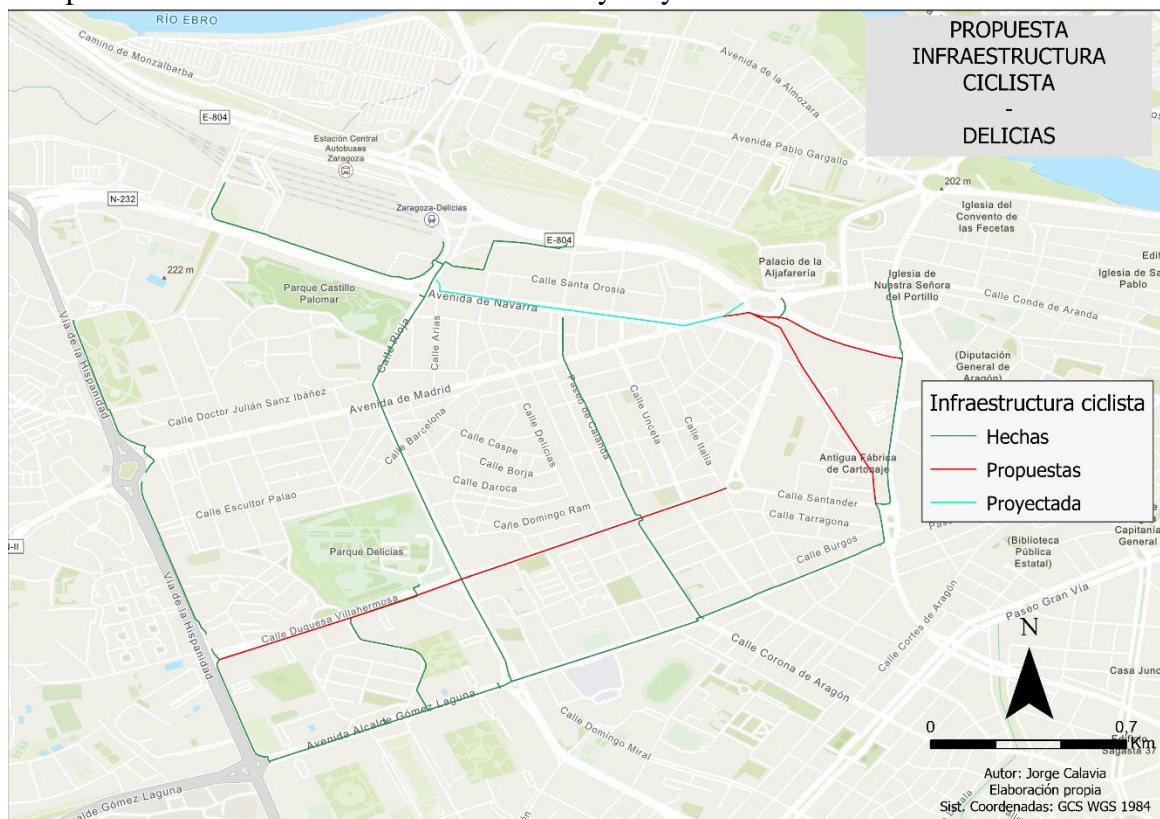 RÍO EBRO
Camino de Monzalbarba
E-804
Estación Central
Autobuses
Zaragoza
N-232
Zaragoza-Delicias
222 m
Parque Castillo
Palomar
Avenida de la Almozara
Avenida Pablo Gargallo
202 m
PROPUESTA
INFRAESTRUCTURA
CICLISTA
-
DELICIAS
Iglesia del
Convento de
las Fecetas
E-804
Palacio de la
Aljafarería
Iglesia de
Nuestra Señora
del Portillo
Iglesia de Sa
Pablo
Calle Conde de Aranda
Calle Santa Orosia
Avenida de Navarra
Calle Rioja
Calle Arias
Vía de la Hispanidad
Calle Doctor Julián Sanz Ibáñez
Avenida de Madrid
Calle Barcelona
Calle Caspe
Calle Borja
Calle Daroca
Calle Delicias
Paseo de Calanda
Calle Unceta
Calle Italia
(Diputación
General de
Aragón)
Infraestructura ciclista
Hechas
Propuestas
Proyectada
Antigua Fábrica
de Cartonaje
Calle Escultor Palao
Calle Domingo Ram
Calle Santander
Calle Tarragona
Calle Burgos
Parque Delicias
(Biblioteca
Pública
Estatal)
Capitanía
General
Paseo Gran Vía
Vía de la Hispanidad
Calle Duquesa Villahermosa
Calle Cortes de Aragón
Calle Corona de Aragón
Casa Junc
Avenida Alcalde Gómez Laguna
Calle Domingo Miral
N
0
0,7
Km
Sagasta 37
alde Gómez Laguna
Autor: Jorge Calavia
Elaboración propia
Sist. Coordenadas: GCS WGS 1984